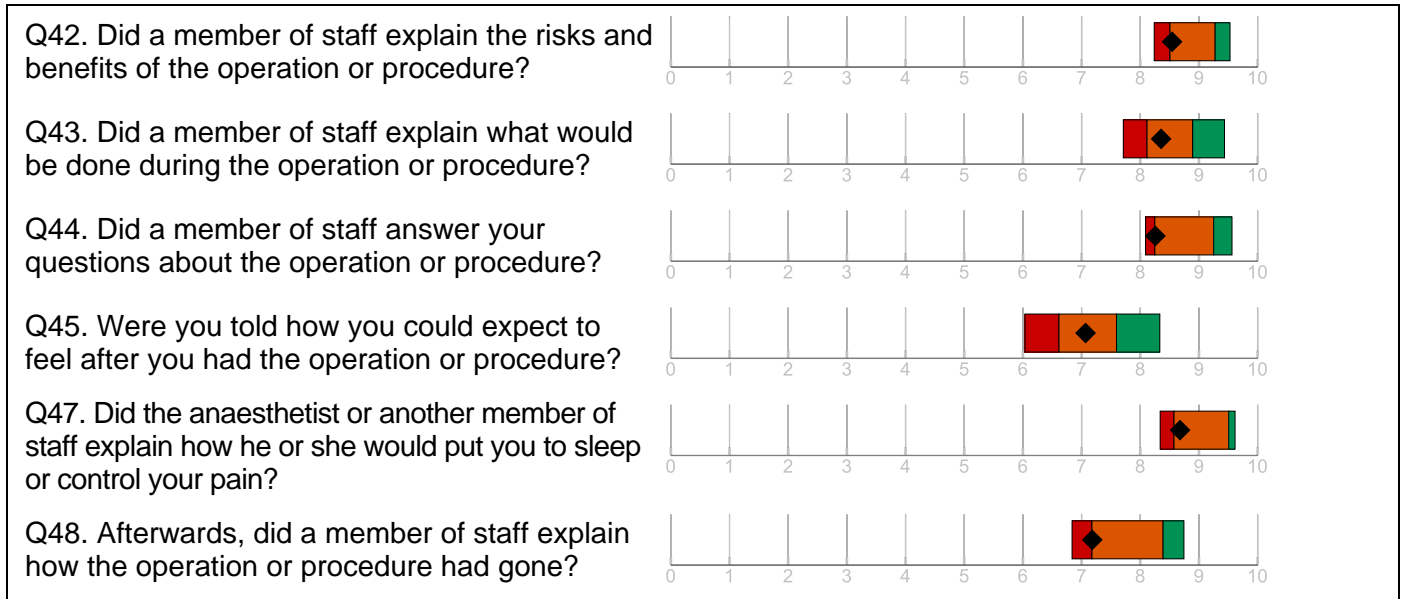 Q42. Did a member of staff explain the risks and
benefits of the operation or procedure?
0 1 2 3 4 5 6 7 8 9 10
Q43. Did a member of staff explain what would
be done during the operation or procedure?
0 1 2 3 4 5 6 7 8 9 10
Q44. Did a member of staff answer your
questions about the operation or procedure?
0 1 2 3 4 5 6 7 8 9 10
Q45. Were you told how you could expect to
feel after you had the operation or procedure?
0 1 2 3 4 5 6 7 8 9 10
Q47. Did the anaesthetist or another member of
staff explain how he or she would put you to sleep
or control your pain?
0 1 2 3 4 5 6 7 8 9 10
Q48. Afterwards, did a member of staff explain
how the operation or procedure had gone?
0 1 2 3 4 5 6 7 8 9 10